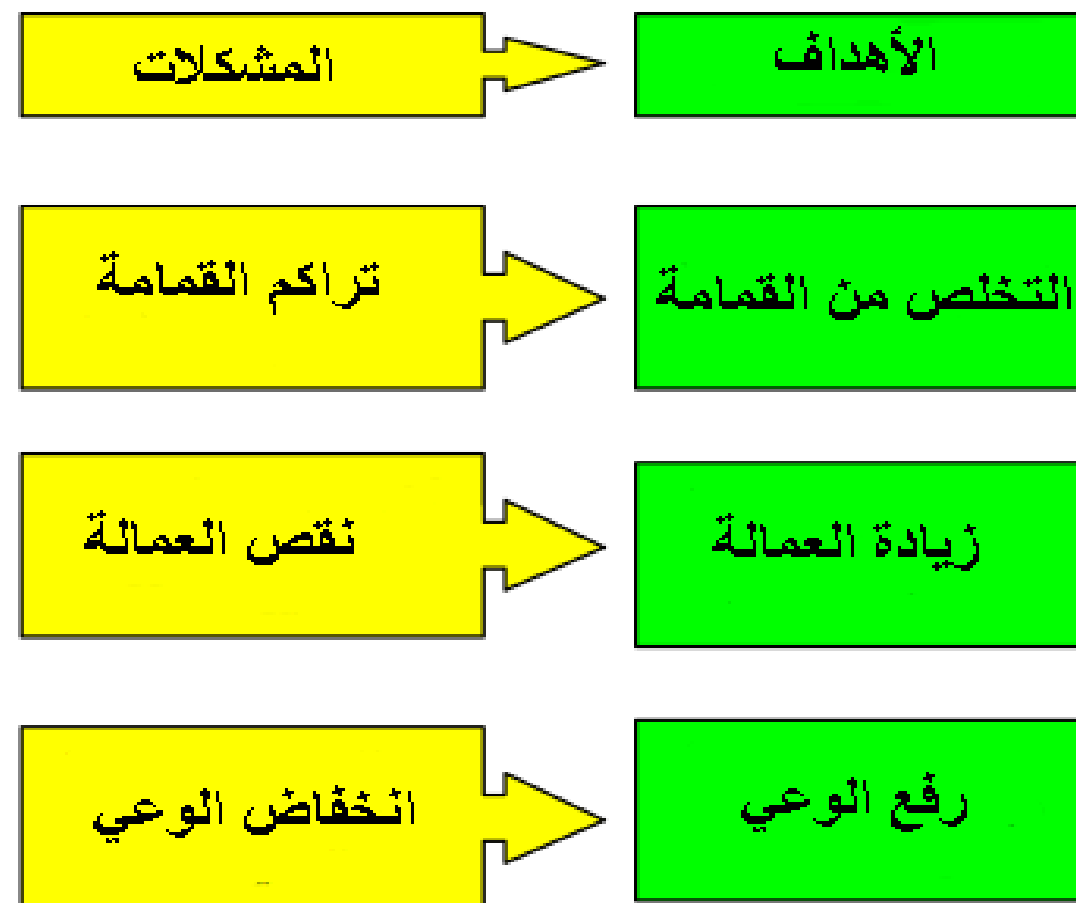 المشكلات
الأهداف
تراكم القمامة
التخلص من القمامة
نقص العمالة
زيادة العمالة
انخفاض الوعي
رفع الوعي